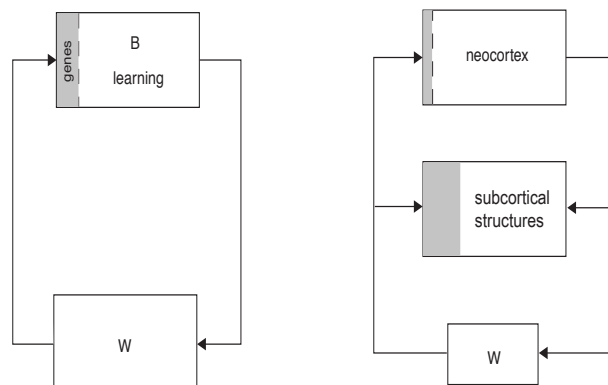 genes
B
learning
W
neocortex
subcortical
structures
W